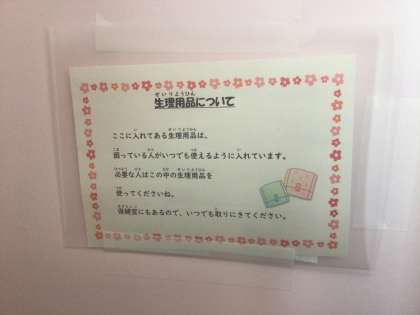 生理用品について
ここに入れてある生理用品は、
困っている人がいつでも使えるように入れています。
必要な人はこの中の生理用品を
使ってくださいね。
保健室にもあるので、いつでも取りにきてください。